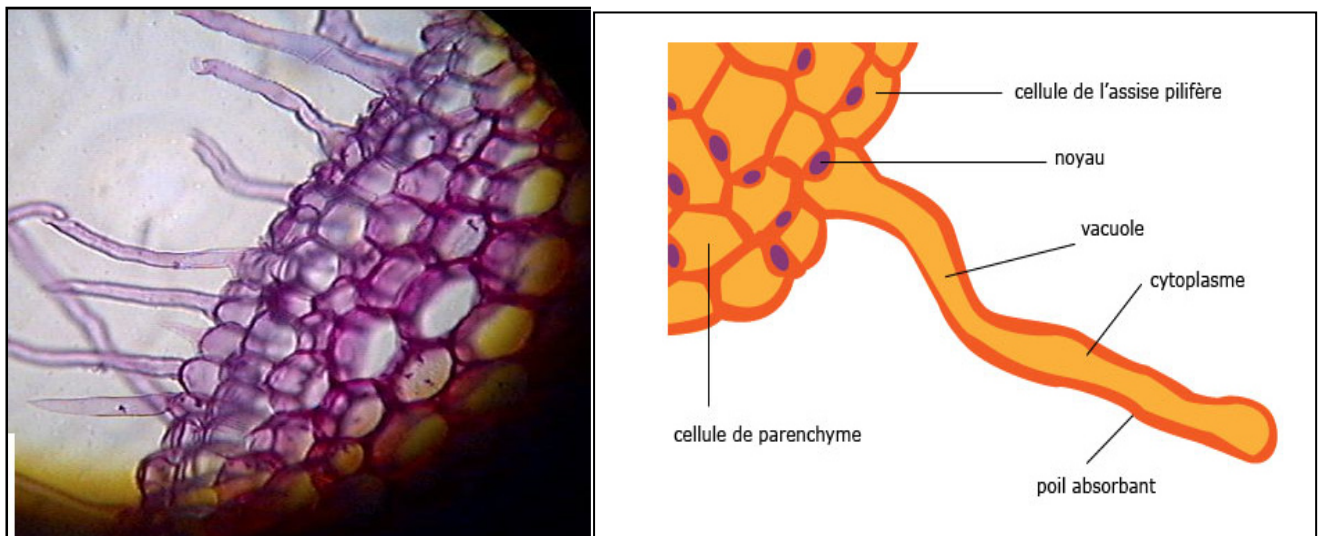 cellule de l'assise pilifère
noyau
vacuole
cytoplasme
cellule de parenchyme
poil absorbant